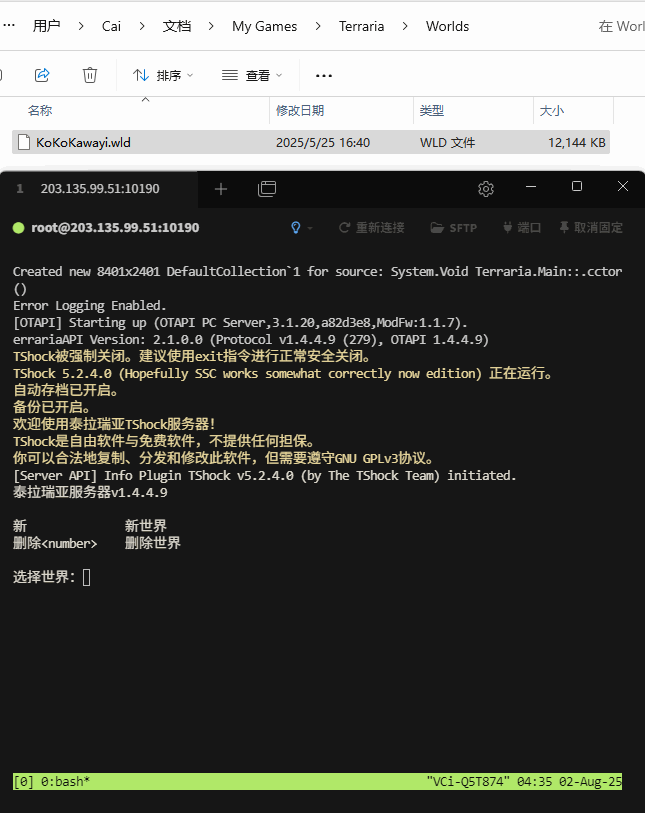 ··· 用户 > Cai > 文档 > My Games > Terraria > Worlds 在 Worl
排序 查看 ···
名称 修改日期 类型 大小
KoKoKawayi.wld 2025/5/25 16:40 WLD 文件 12,144 KB
1 203.135.99.51:10190
root@203.135.99.51:10190 重新连接 SFTP 端口 取消固定
Created new 8401x2401 DefaultCollection`1 for source: System.Void Terraria.Main::.cctor
()
Error Logging Enabled.
[OTAPI] Starting up (OTAPI PC Server,3.1.20,a82d3e8,ModFw:1.1.7).
errariaAPI Version: 2.1.0.0 (Protocol v1.4.4.9 (279), OTAPI 1.4.4.9)
TShock被强制关闭。建议使用exit指令进行正常安全关闭。
TShock 5.2.4.0 (Hopefully SSC works somewhat correctly now edition) 正在运行。
自动存档已开启。
备份已开启。
欢迎使用泰拉瑞亚TShock服务器!
TShock是自由软件与免费软件，不提供任何担保。
你可以合法地复制、分发和修改此软件，但需要遵守GNU GPLv3协议。
[Server API] Info Plugin TShock v5.2.4.0 (by The TShock Team) initiated.
泰拉瑞亚服务器v1.4.4.9
新 新世界
删除<number> 删除世界
选择世界：
[0] 0:bash* "VCi-Q5T874" 04:35 02-Aug-25